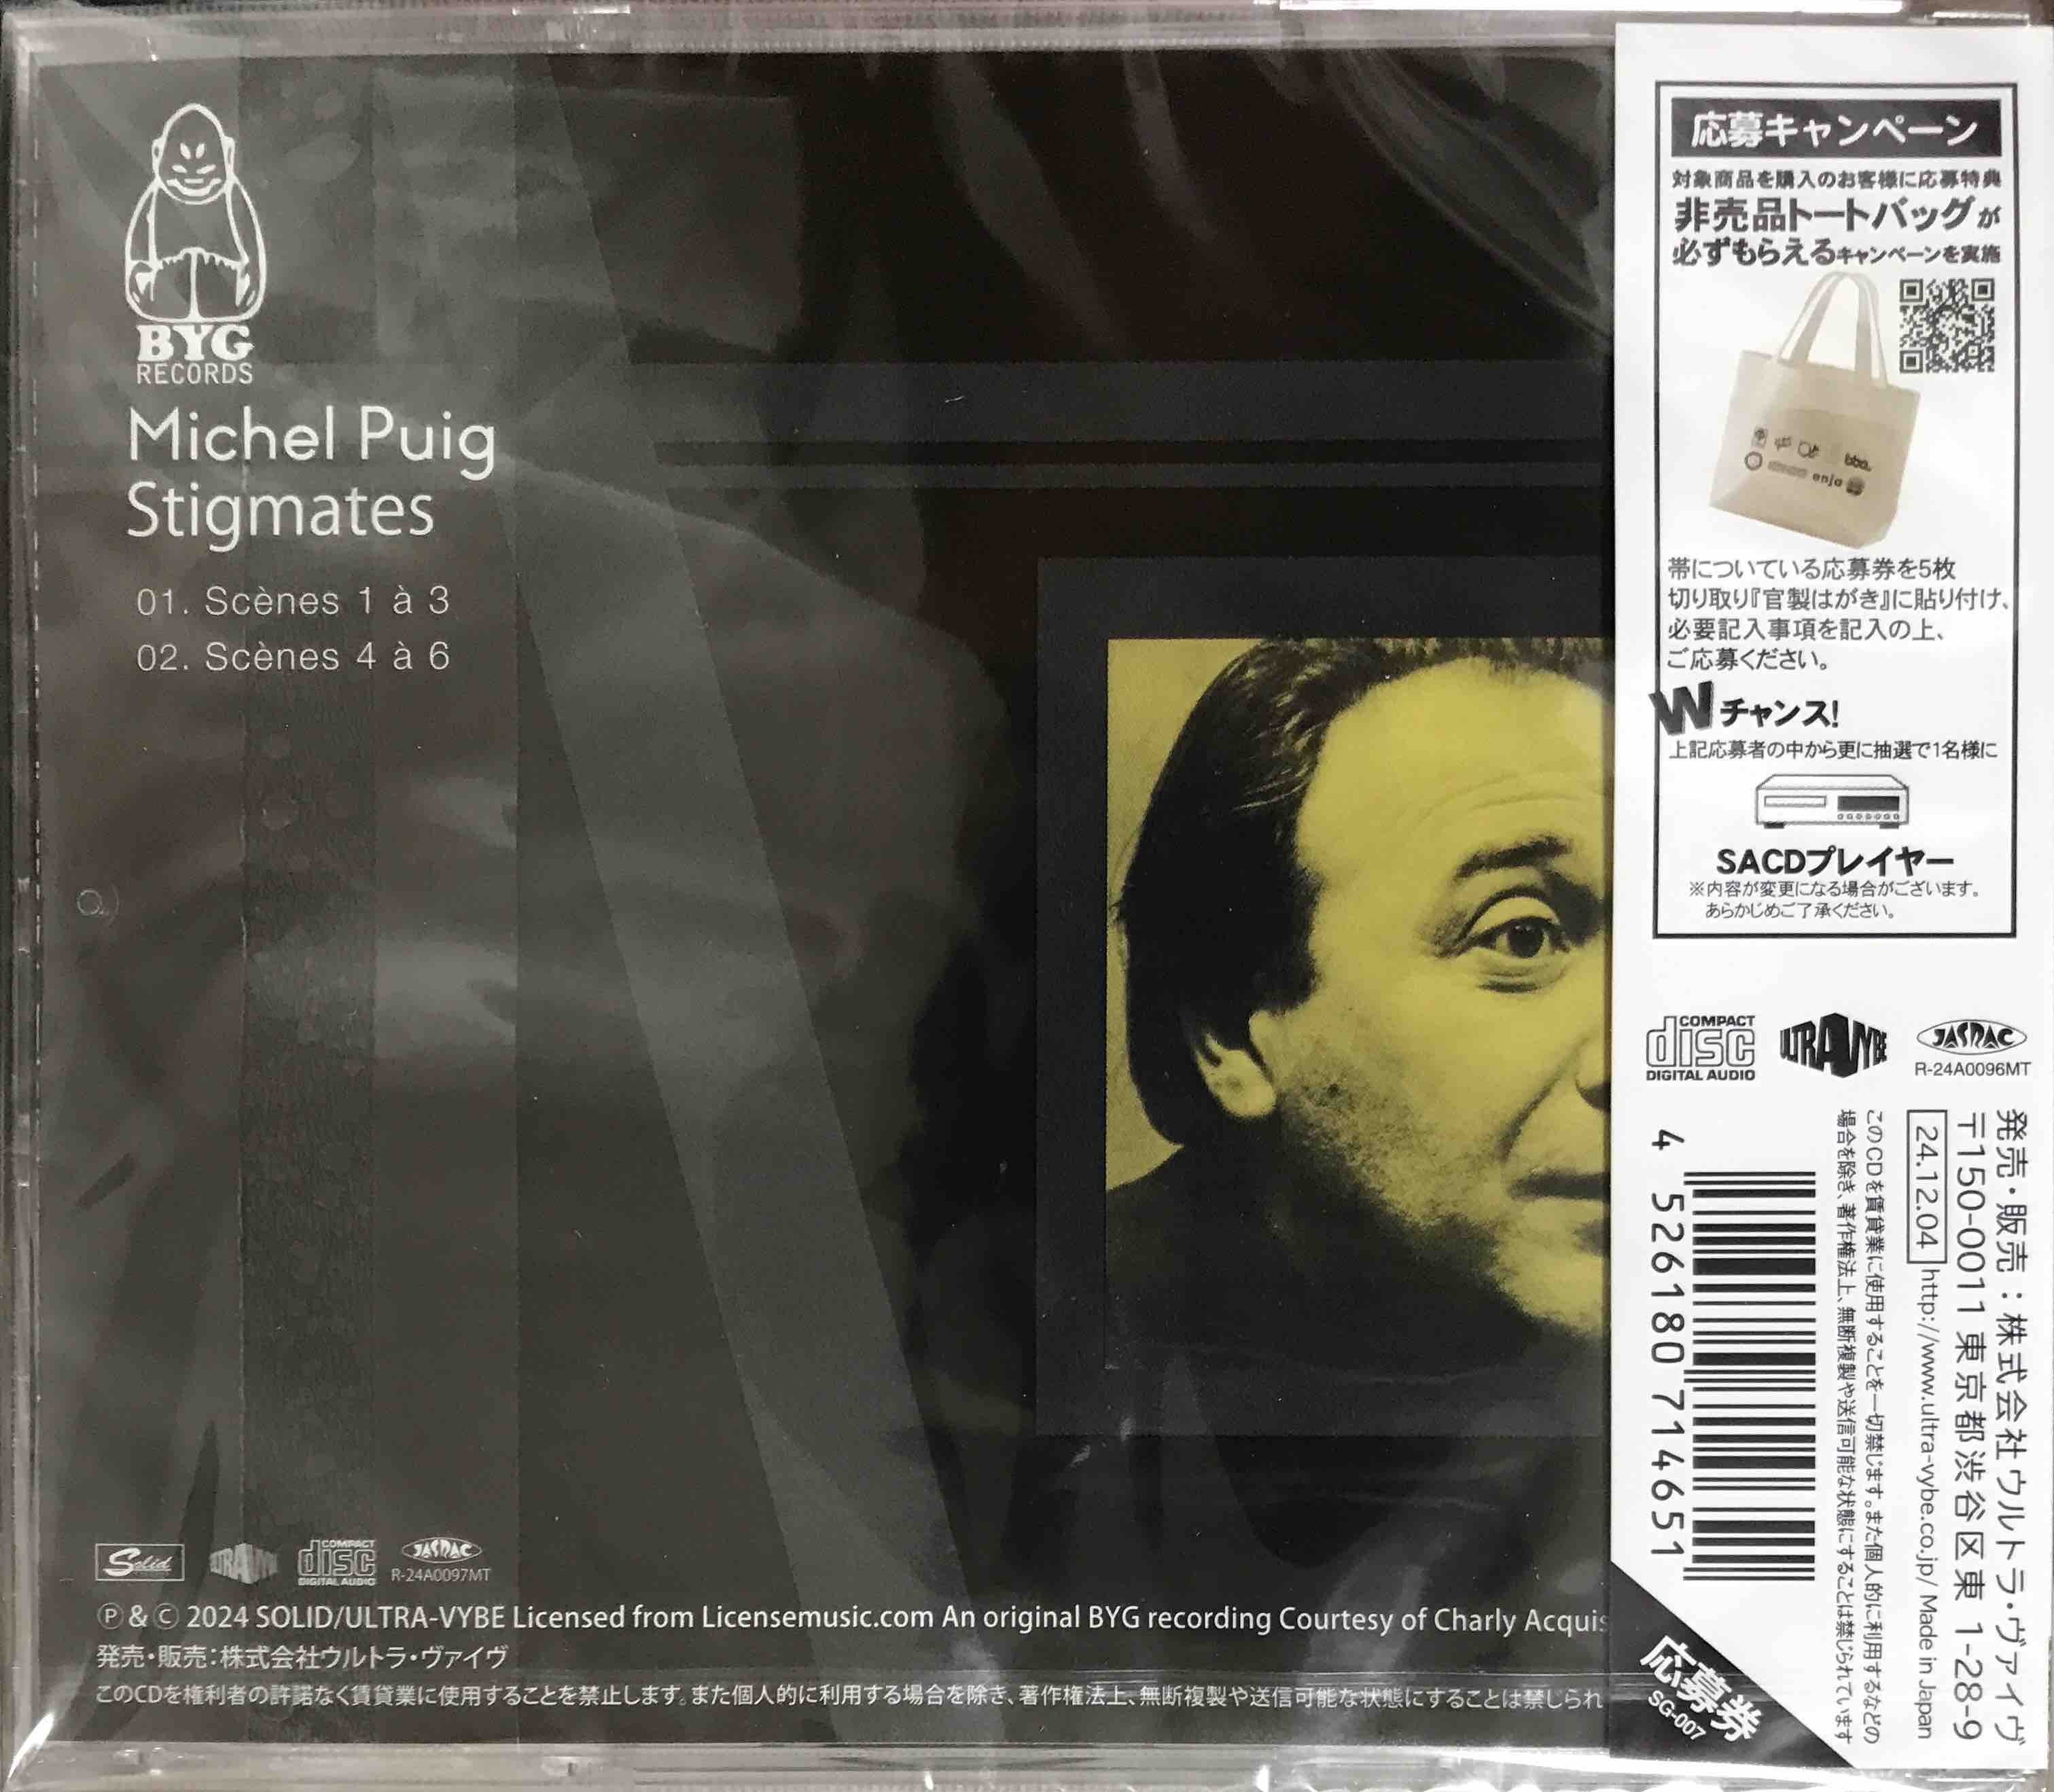 BYG
RECORDS
Michel Puig
Stigmates
01. Scènes 1 à 3
02. Scènes 4 à 6
Solid
ULTRA-VYBE
COMPACT
disc
DIGITAL AUDIO
JASRAC
R-24A0097MT
Ⓟ & Ⓒ 2024 SOLID/ULTRA-VYBE Licensed from Licensemusic.com An original BYG recording Courtesy of Charly Acquis
発売・販売：株式会社ウルトラ・ヴァイヴ
このCDを権利者の許諾なく賃貸業に使用することを禁止します。また個人的に利用する場合を除き、著作権法上、無断複製や送信可能な状態にすることは禁じられ
応募キャンペーン
対象商品を購入のお客様に応募特典
非売品トートバッグが
必ずもらえるキャンペーンを実施
bba.
enja
帯についている応募券を5枚
切り取り『官製はがき』に貼り付け、
必要記入事項を記入の上、
ご応募ください。
Wチャンス!
上記応募者の中から更に抽選で1名様に
SACDプレイヤー
※内容が変更になる場合がございます。
あらかじめご了承ください。
COMPACT
disc
DIGITAL AUDIO
ULTRA-VYBE
JASRAC
R-24A0096MT
発売・販売：株式会社ウルトラ・ヴァイヴ
〒150-0011 東京都渋谷区東 1-28-9
24.12.04 http://www.ultra-vybe.co.jp/ Made in Japan
このCDを賃貸業に使用することを一切禁じます。また個人的に利用するなどの
場合を除き、著作権法上、無断複製や送信可能な状態にすることは禁じられています
4 526180 714651
応募券
SG-007